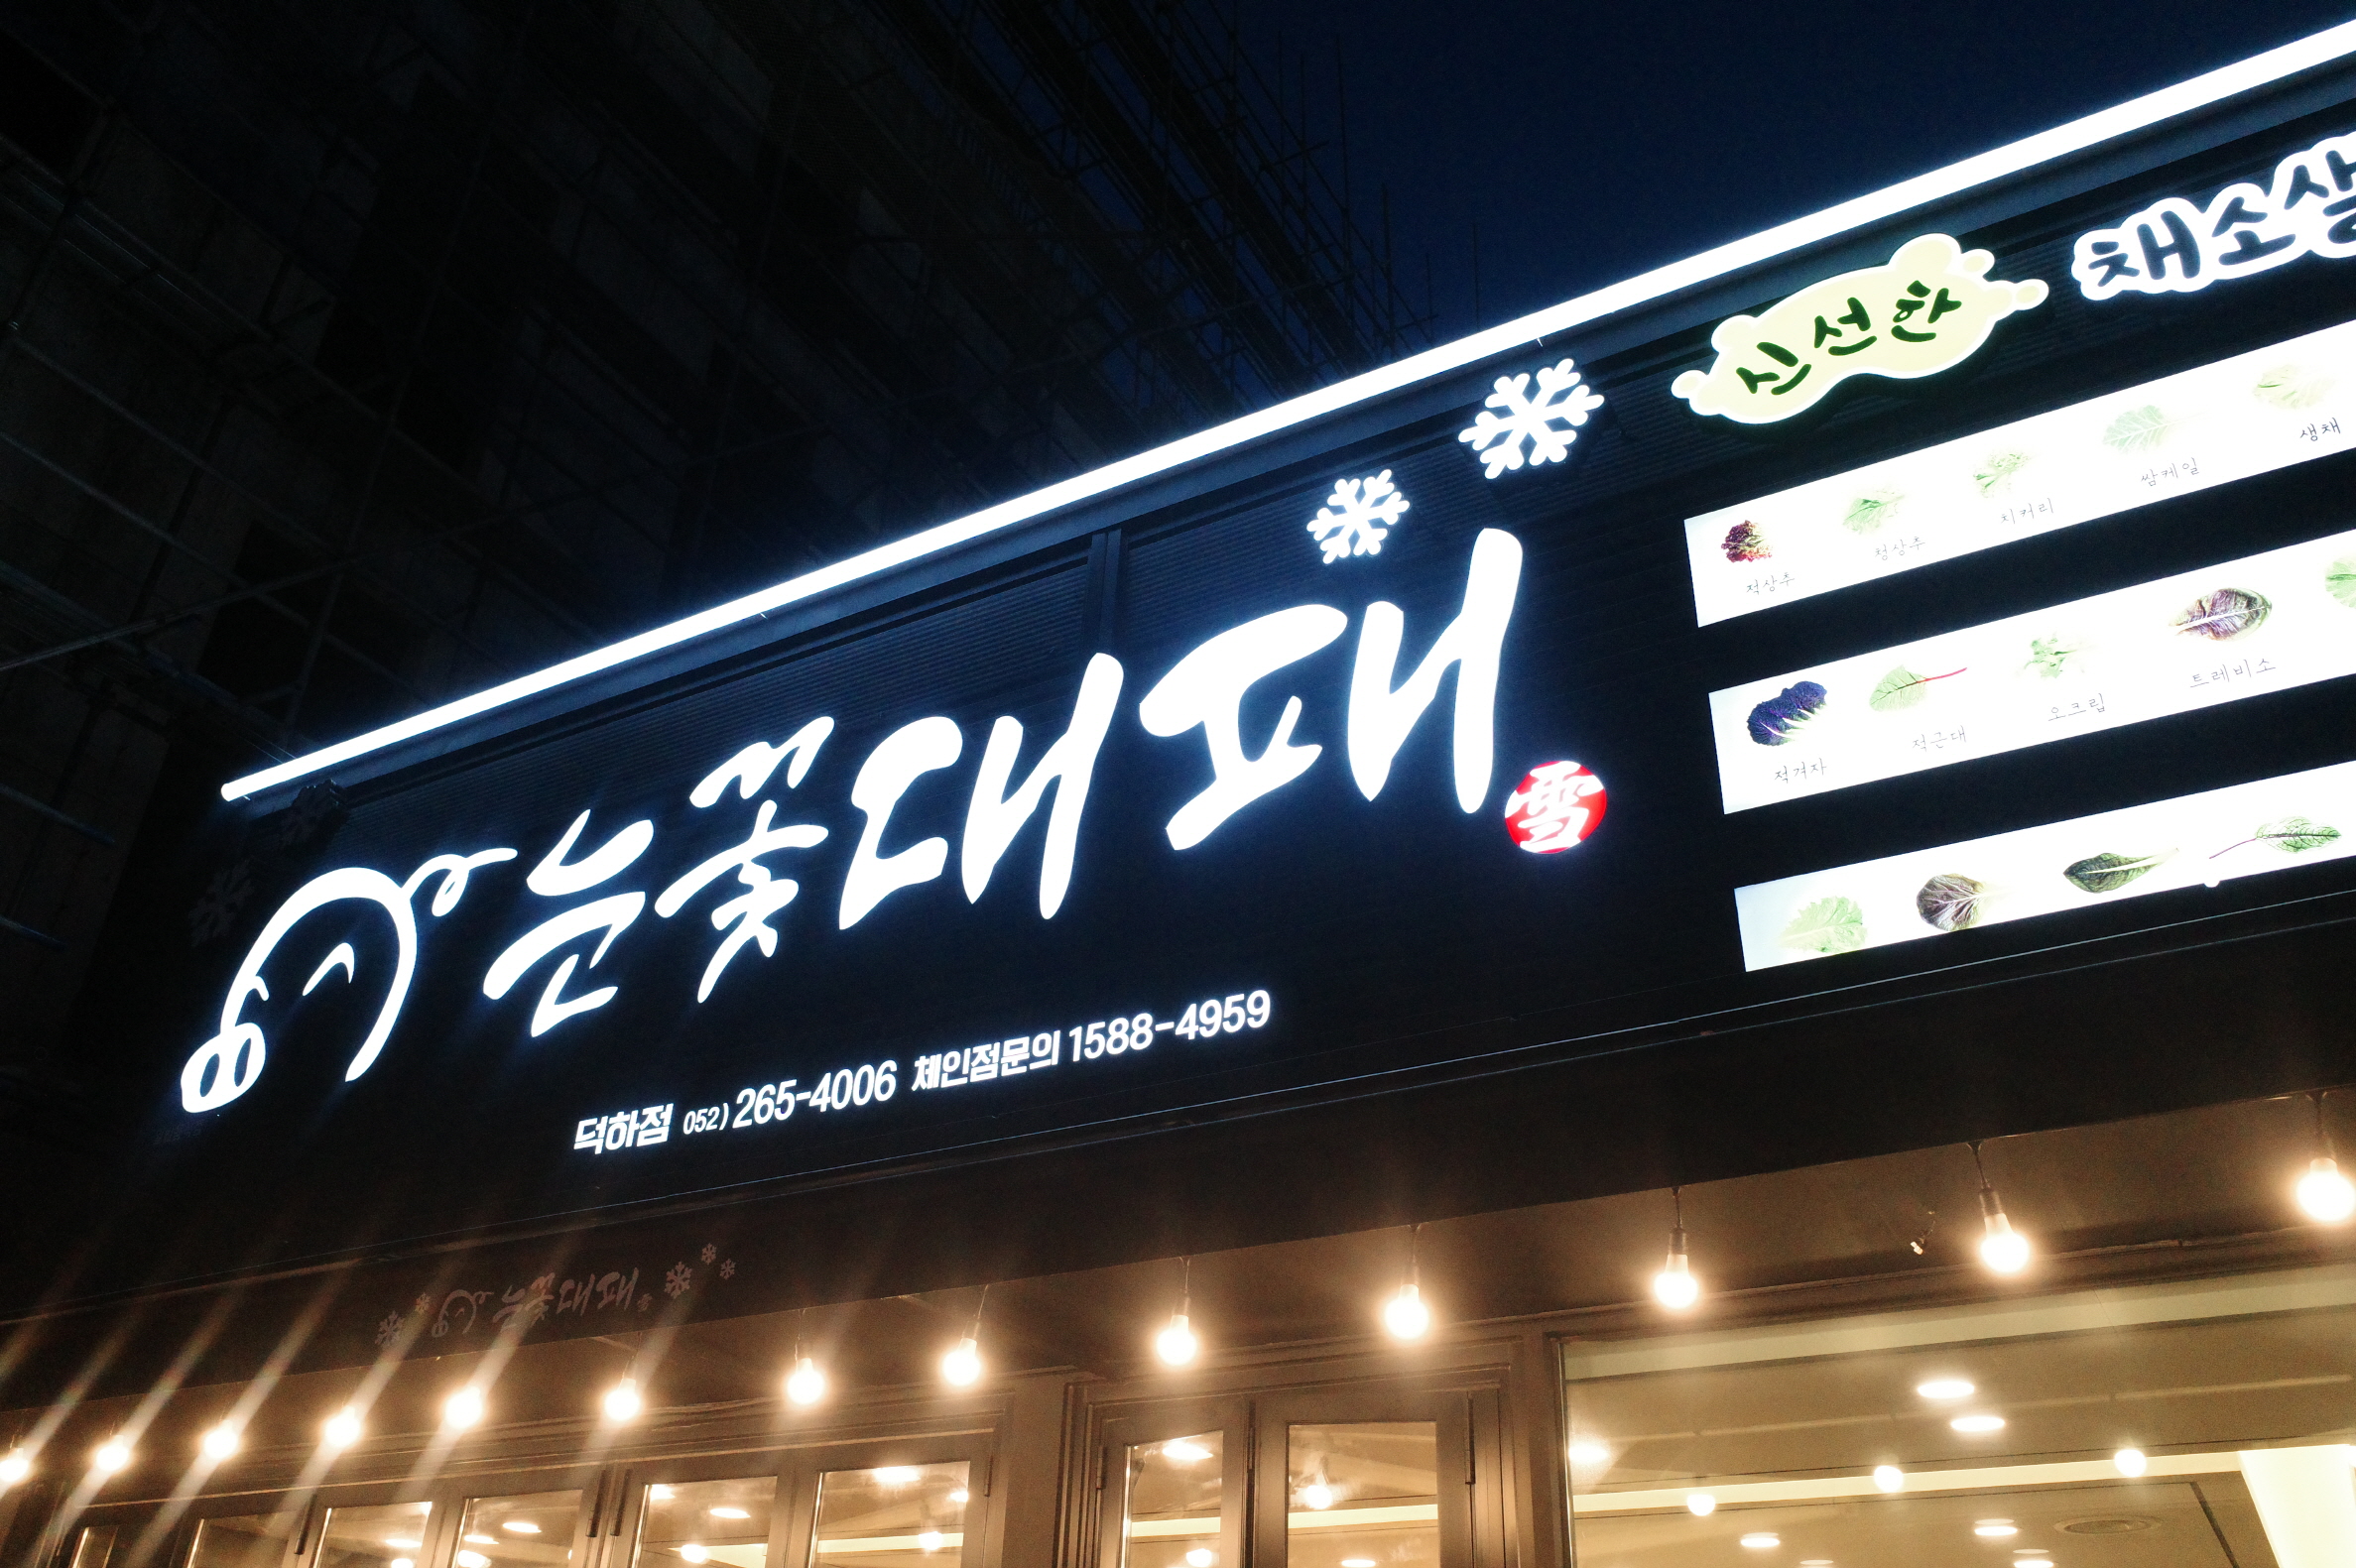 눈꽃대패
雪
덕하점 052) 265-4006 체인점문의 1588-4959
신선한 채소
적상추 청상추 치커리 쌈케일 생채
적겨자 적근대 오크립 트레비소
눈꽃대패